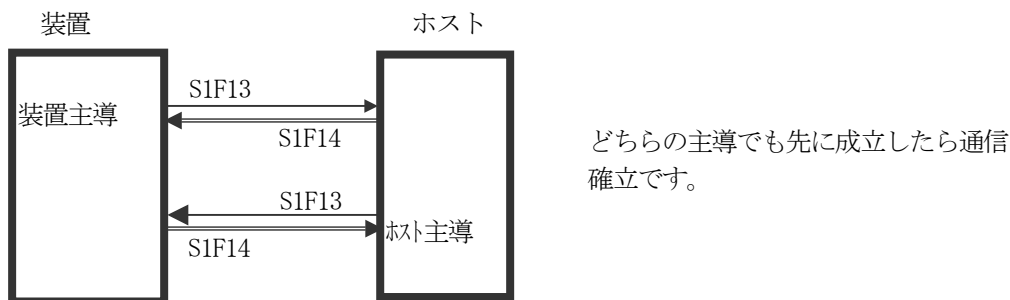 装置
ホスト
装置主導
S1F13
S1F14
どちらの主導でも先に成立したら通信
確立です。
S1F13
ﾎｽﾄ主導
S1F14